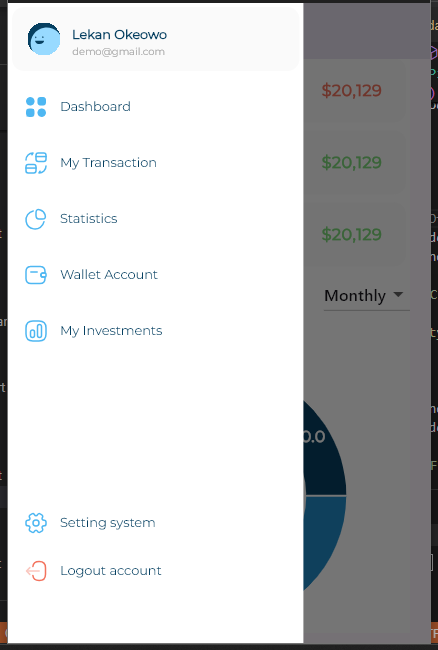 Lekan Okeowo
demo@gmail.com
Dashboard
My Transaction
Statistics
Wallet Account
My Investments
Setting system
Logout account
$20,129
$20,129
$20,129
Monthly
0.0